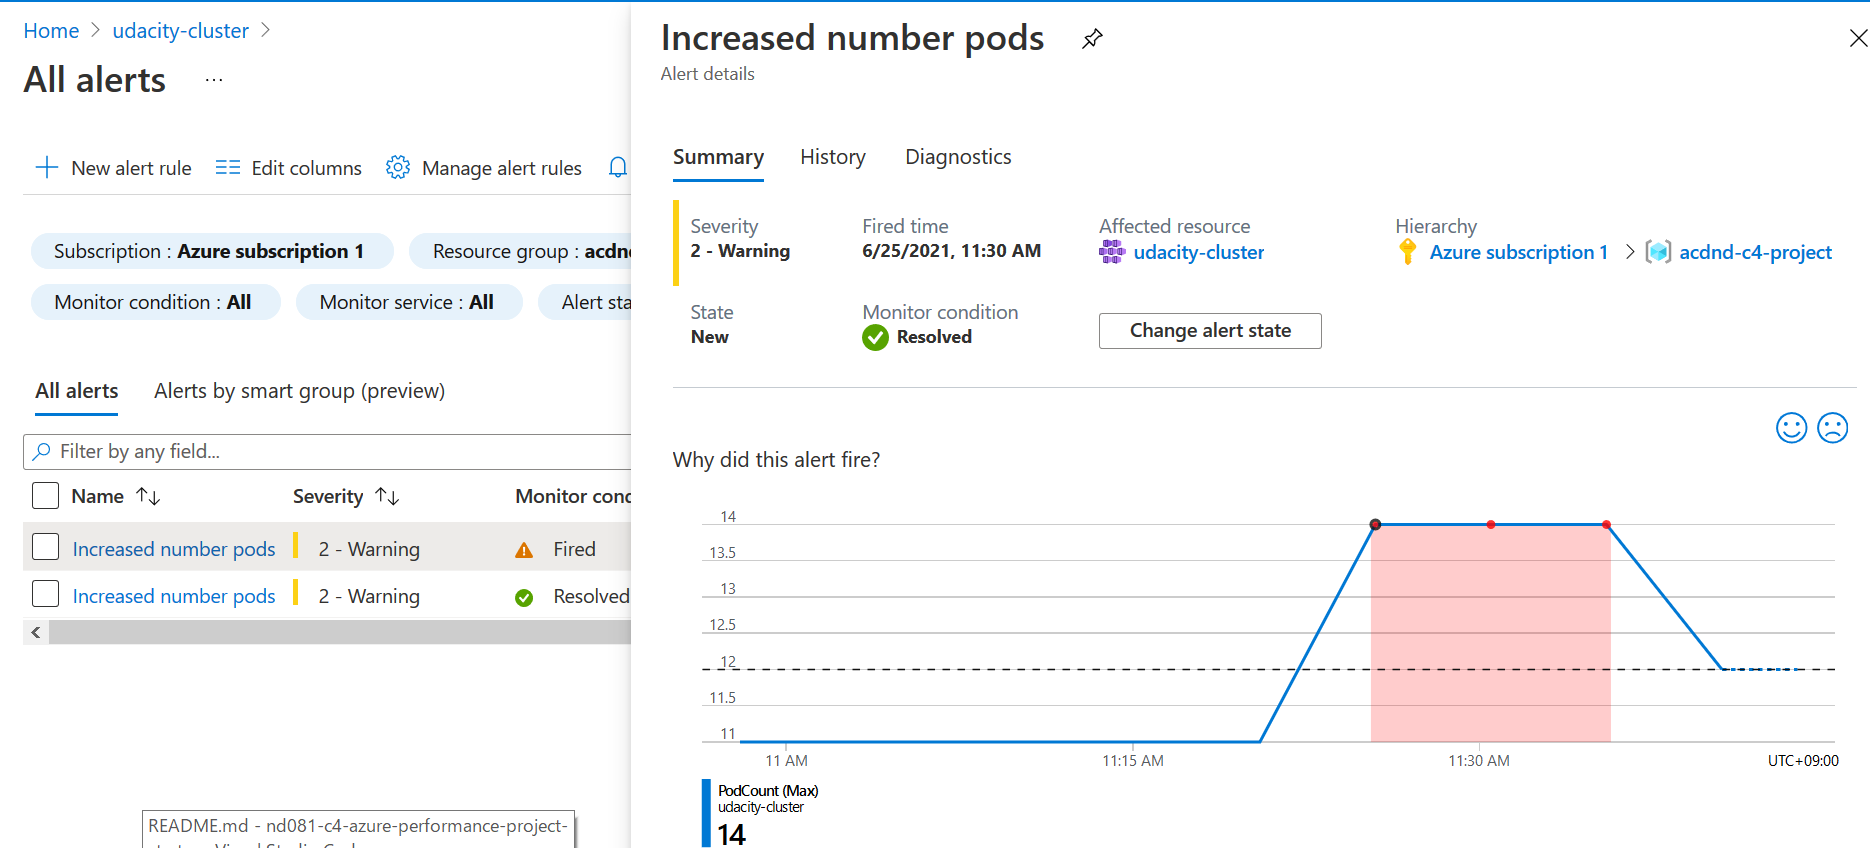 Home > udacity-cluster >
All alerts ...
New alert rule Edit columns Manage alert rules
Subscription : Azure subscription 1 Resource group : acdn
Monitor condition : All Monitor service : All Alert sta
All alerts Alerts by smart group (preview)
Filter by any field...
Name Severity Monitor con
Increased number pods 2 - Warning Fired
Increased number pods 2 - Warning Resolved
README.md - nd081-c4-azure-performance-project-
Increased number pods
Alert details
Summary History Diagnostics
Severity Fired time Affected resource Hierarchy
2 - Warning 6/25/2021, 11:30 AM udacity-cluster Azure subscription 1 > acdnd-c4-project
State Monitor condition
New Resolved Change alert state
Why did this alert fire?
14
13.5
13
12.5
12
11.5
11
11 AM 11:15 AM 11:30 AM UTC+09:00
PodCount (Max)
udacity-cluster
14